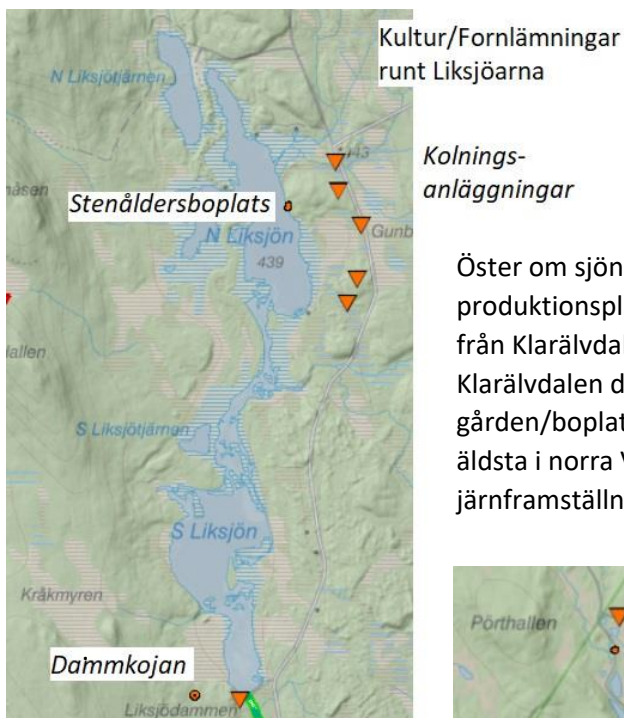 Kultur/Fornlämningar
runt Liksjöarna
N Liksjötjärnen
443
Kolnings-
anläggningar
Stenåldersboplats
N Liksjön
439
S Liksjötjärnen
S Liksjön
Kråkmyren
Dammkojan
Liksjödammen
Öster om sjön
produktionspl
från Klarälvdal
Klarälvdalen d
gården/boplat
äldsta i norra V
järnframställn
Pörthallen